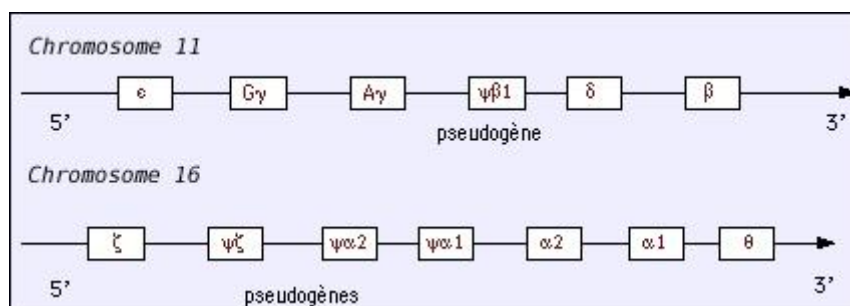 Chromosome 11
ε Gγ Aγ ψβ1 δ β
5' 3'
pseudogène
Chromosome 16
ζ ψζ ψα2 ψα1 α2 α1 θ
5' 3'
pseudogènes